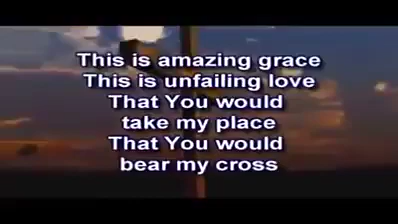 This is amazing grace
This is unfailing love
That You would
take my place
That You would
bear my cross